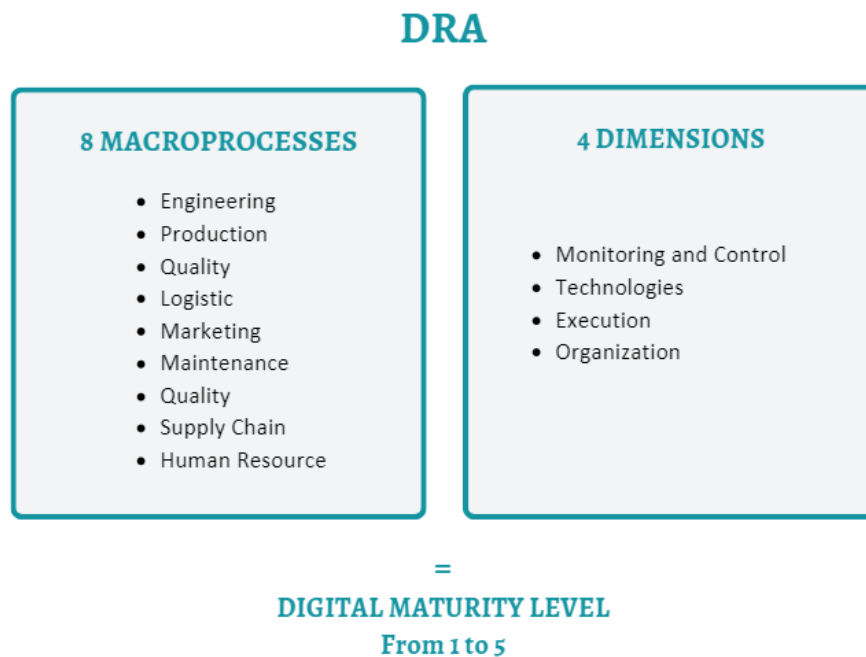 DRA
8 MACROPROCESSES
• Engineering
• Production
• Quality
• Logistic
• Marketing
• Maintenance
• Quality
• Supply Chain
• Human Resource
4 DIMENSIONS
• Monitoring and Control
• Technologies
• Execution
• Organization
=
DIGITAL MATURITY LEVEL
From 1 to 5